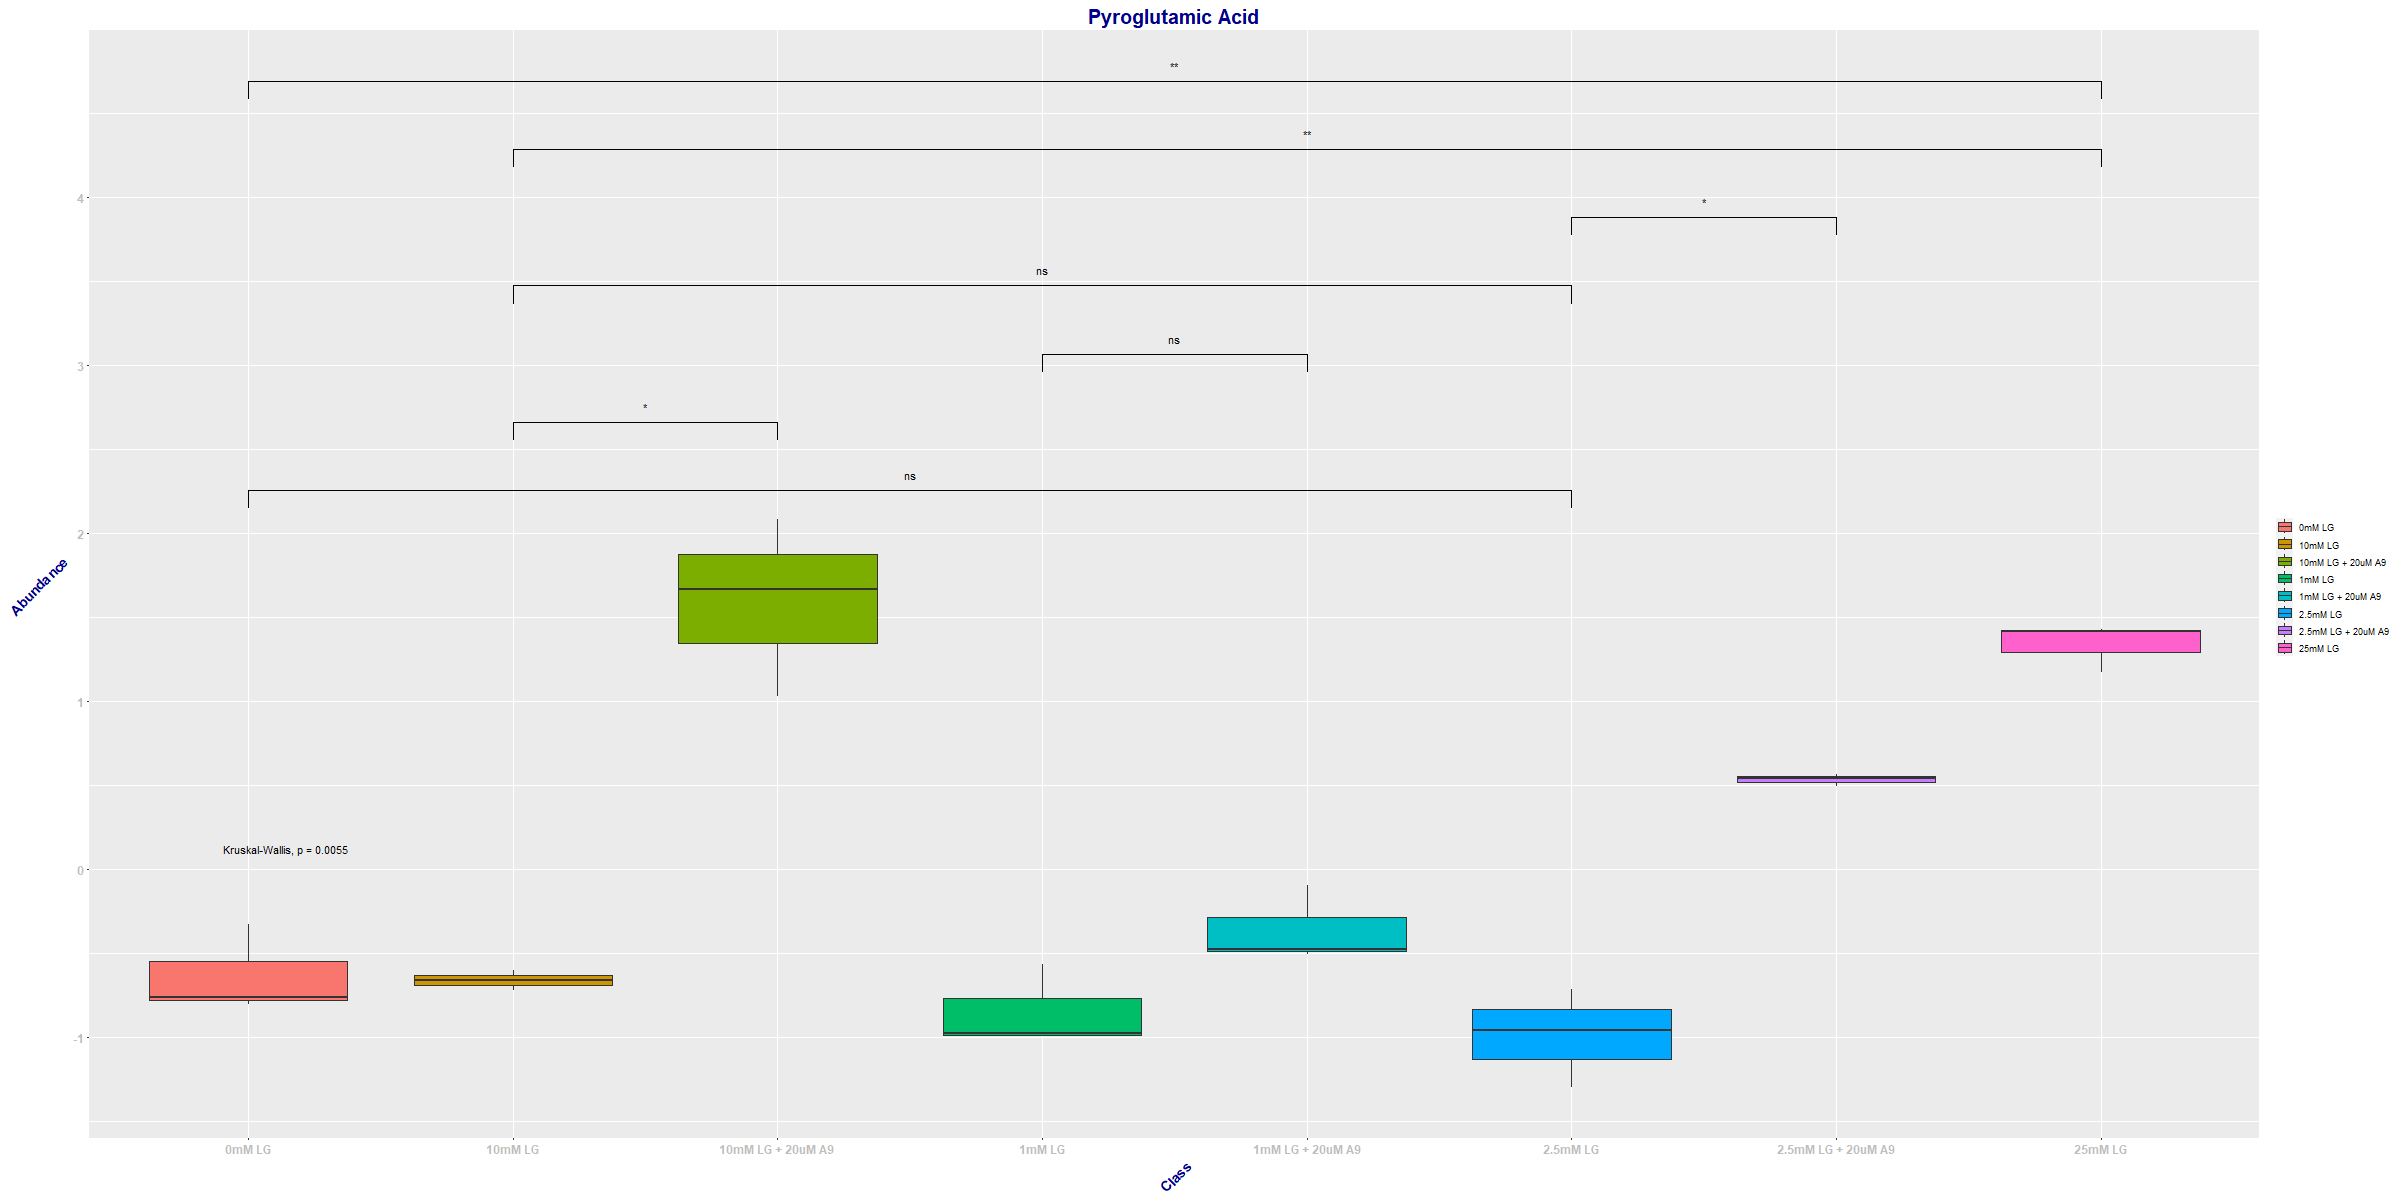 Pyroglutamic Acid
**
**
*
ns
ns
*
ns
Kruskal-Wallis, p = 0.0055
4
3
2
1
0
-1
Abundance
0mM LG
10mM LG
10mM LG + 20uM A9
1mM LG
1mM LG + 20uM A9
2.5mM LG
2.5mM LG + 20uM A9
25mM LG
Class
0mM LG
10mM LG
10mM LG + 20uM A9
1mM LG
1mM LG + 20uM A9
2.5mM LG
2.5mM LG + 20uM A9
25mM LG